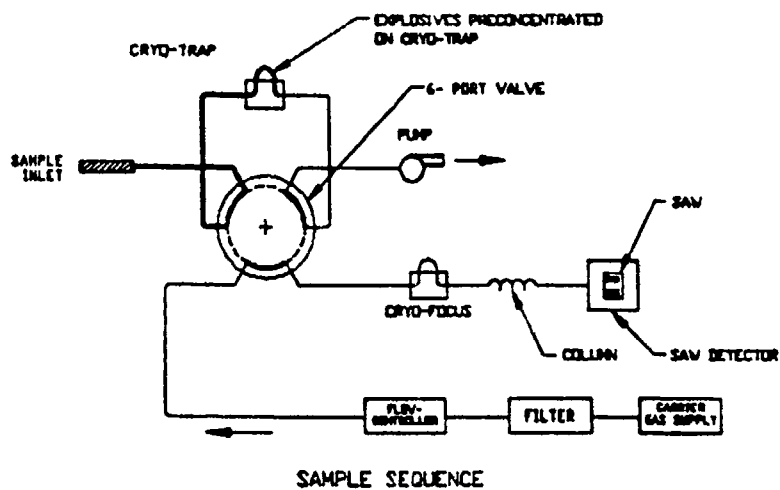 EXPLOSIVES PRECONCENTRATED
ON CRYO-TRAP
CRYO-TRAP
6- PORT VALVE
PUMP
SAMPLE
INLET
SAW
CRYO-FOCUS
COLUMN
SAW DETECTOR
FLOW-
CONTROLLER
FILTER
CARRIER
GAS SUPPLY
SAMPLE SEQUENCE